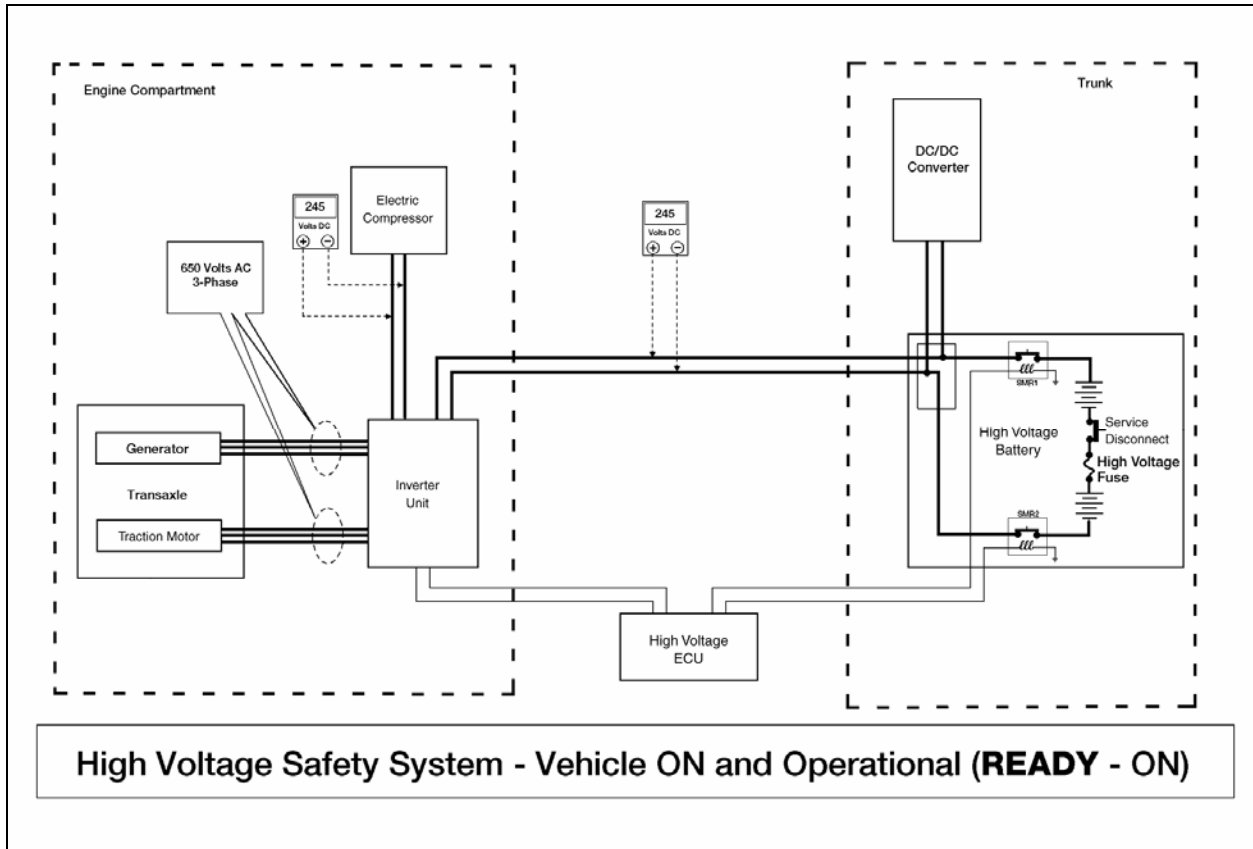 Engine Compartment
Trunk
DC/DC
Converter
Electric
Compressor
245
Volts DC
+ −
245
Volts DC
+ −
650 Volts AC
3-Phase
SMR1
Generator
Transaxle
Traction Motor
Inverter
Unit
High Voltage
Battery
Service
Disconnect
High Voltage
Fuse
SMR2
High Voltage
ECU
High Voltage Safety System - Vehicle ON and Operational (READY - ON)